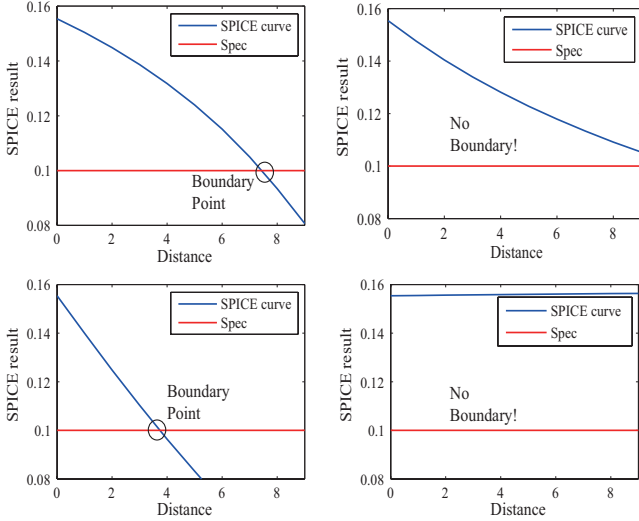 0.16
0.14
0.12
0.1
0.08
SPICE result
SPICE curve
Spec
Boundary
Point
0
2
4
6
8
Distance
0.16
0.14
0.12
0.1
0.08
SPICE result
SPICE curve
Spec
No
Boundary!
0
2
4
6
8
Distance
0.16
0.14
0.12
0.1
0.08
SPICE result
SPICE curve
Spec
Boundary
Point
0
2
4
6
8
Distance
0.16
0.14
0.12
0.1
0.08
SPICE result
SPICE curve
Spec
No
Boundary!
0
2
4
6
8
Distance